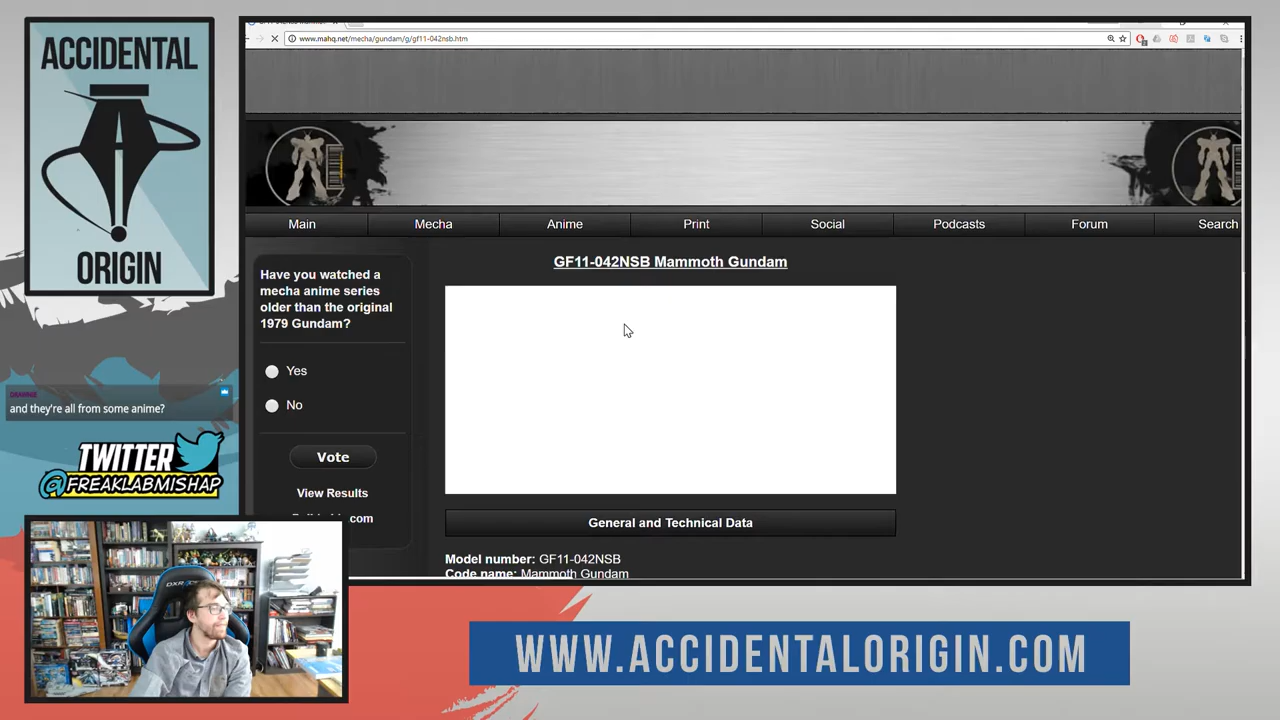 ACCIDENTAL
ORIGIN
www.mahq.net/mecha/gundam/g/gf11-042nsb.htm
Main
Mecha
Anime
Print
Social
Podcasts
Forum
Search
Have you watched a
mecha anime series
older than the original
1979 Gundam?
Yes
No
Vote
View Results
GF11-042NSB Mammoth Gundam
General and Technical Data
Model number: GF11-042NSB
Code name: Mammoth Gundam
and they're all from some anime?
TWITTER
@FREAKLABMISHAP
DXRACER
WWW.ACCIDENTALORIGIN.COM